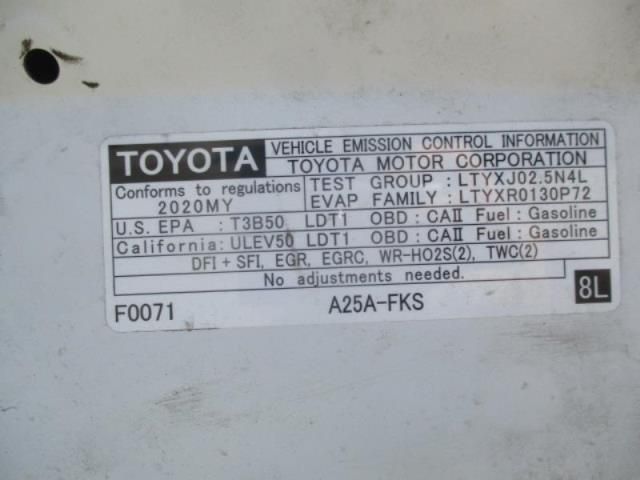 TOYOTA
VEHICLE EMISSION CONTROL INFORMATION
TOYOTA MOTOR CORPORATION
Conforms to regulations
2020MY
TEST GROUP : LTYXJ02.5N4L
EVAP FAMILY : LTYXR0130P72
U.S. EPA : T3B50 LDT1 OBD : CAⅡ Fuel : Gasoline
California : ULEV50 LDT1 OBD : CAⅡ Fuel : Gasoline
DFI + SFI, EGR, EGRC, WR-HO2S(2), TWC(2)
No adjustments needed.
F0071 A25A-FKS 8L